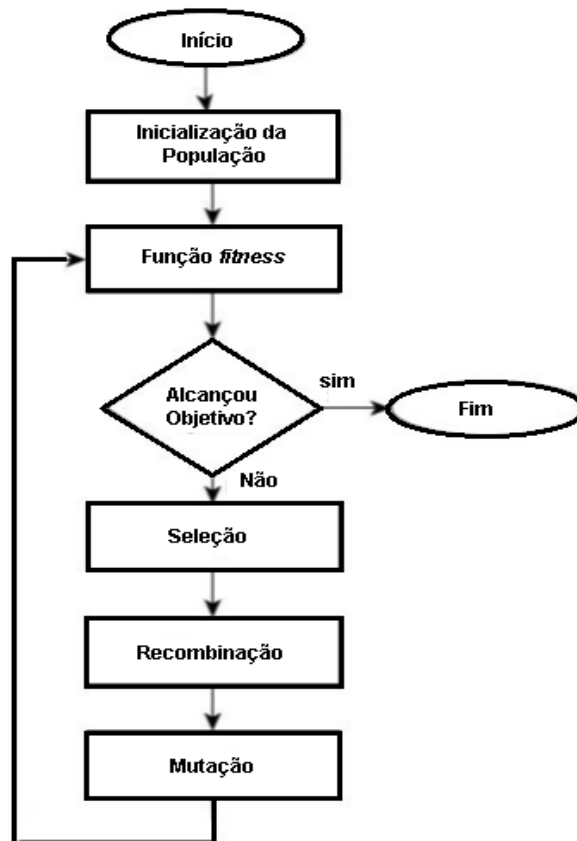 Início
Inicialização da
População
Função fitness
Alcançou
Objetivo?
sim
Fim
Não
Seleção
Recombinação
Mutação